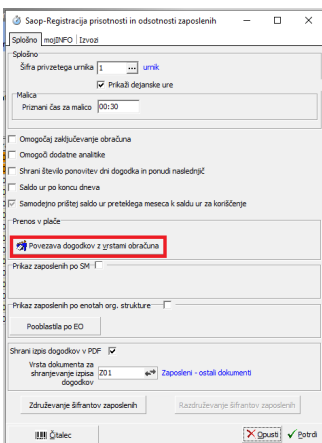 Saop-Registracija prisotnosti in odsotnosti zaposlenih
Splošno mojINFO Izvozi
Splošno
Šifra privzetega urnika 1 ... urnik
Prikaži dejanske ure
Malica
Priznani čas za malico 00:30
Omogočaj zaključevanje obračuna
Omogoči dodatne analitike
Shrani število ponovitev dni dogodka in ponudi naslednjič
Saldo ur po koncu dneva
Samodejno prištej saldo ur preteklega meseca k saldu ur za koriščenje
Prenos v plače
Povezava dogodkov z vrstami obračuna
Prikaz zaposlenih po SM
Prikaz zaposlenih po enotah org. strukture
Pooblastila po EO
Shrani izpis dogodkov v PDF
Vrsta dokumenta za
shranjevanje izpisa
dogodkov
Z01 Zaposleni - ostali dokumenti
Združevanje šifrantov zaposlenih Razdruževanje šifrantov zaposlenih
Čitalec Opusti Potrdi